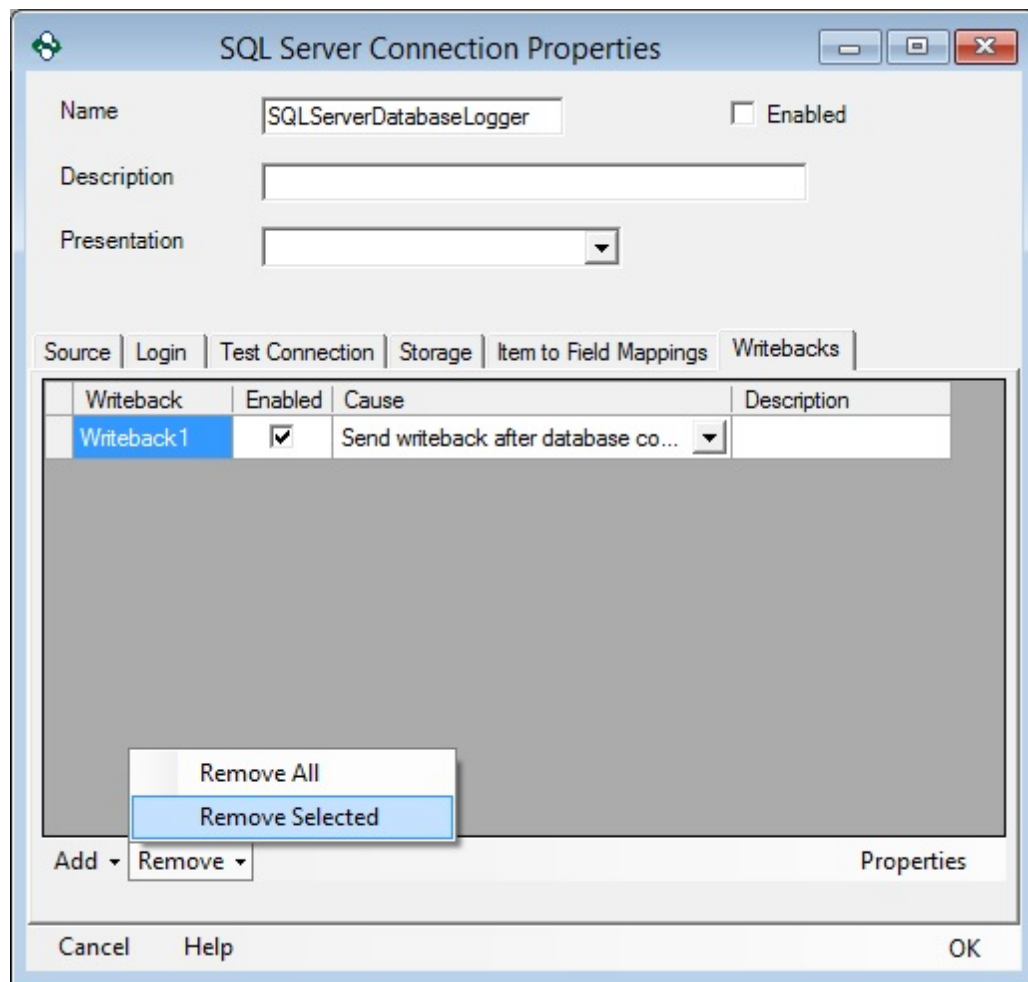 SQL Server Connection Properties
Name SQLServerDatabaseLogger Enabled
Description
Presentation
Source Login Test Connection Storage Item to Field Mappings Writebacks
Writeback Enabled Cause Description
Writeback1 Send writeback after database co...
Remove All
Remove Selected
Add Remove Properties
Cancel Help OK